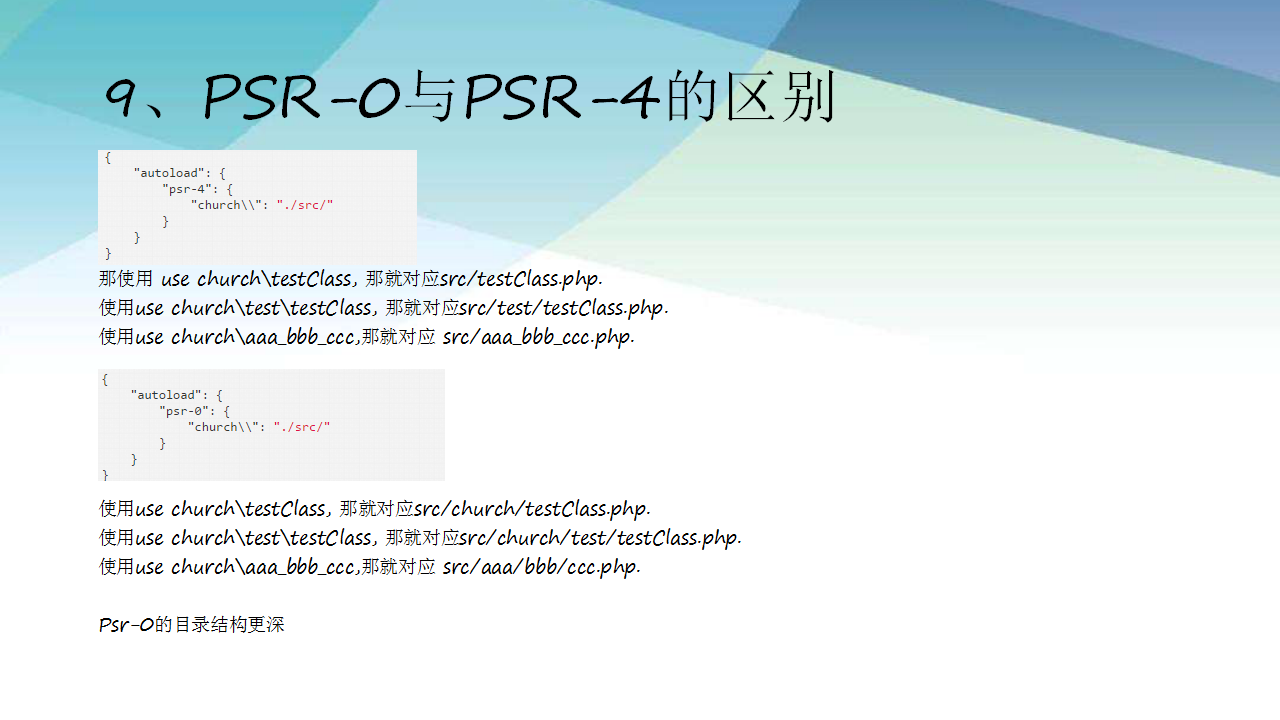 9、PSR-0与PSR-4的区别
{
"autoload": {
"psr-4": {
"church\\": "./src/"
}
}
}
那使用 use church\testClass, 那就对应src/testClass.php.
使用use church\test\testClass, 那就对应src/test/testClass.php.
使用use church\aaa_bbb_ccc,那就对应 src/aaa_bbb_ccc.php.
{
"autoload": {
"psr-0": {
"church\\": "./src/"
}
}
}
使用use church\testClass, 那就对应src/church/testClass.php.
使用use church\test\testClass, 那就对应src/church/test/testClass.php.
使用use church\aaa_bbb_ccc,那就对应 src/aaa/bbb/ccc.php.
Psr-0的目录结构更深